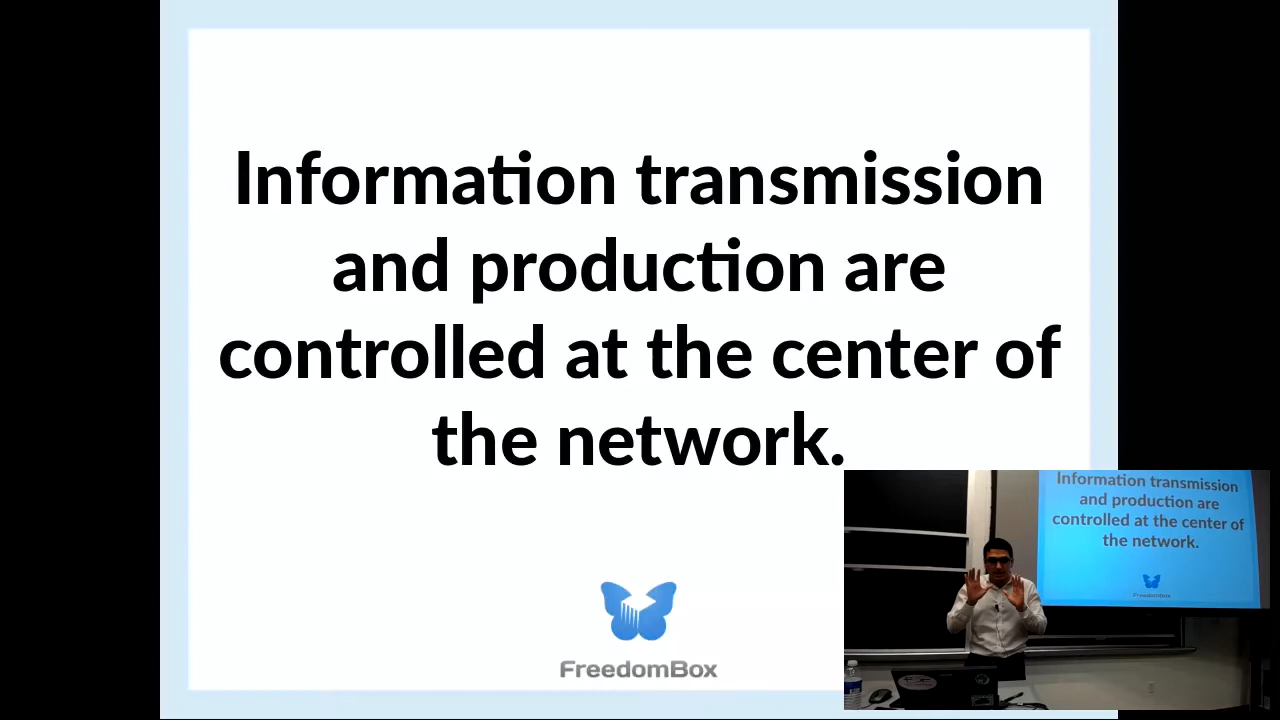 Information transmission
and production are
controlled at the center of
the network.
FreedomBox
Information transmission
and production are
controlled at the center of
the network.
FreedomBox